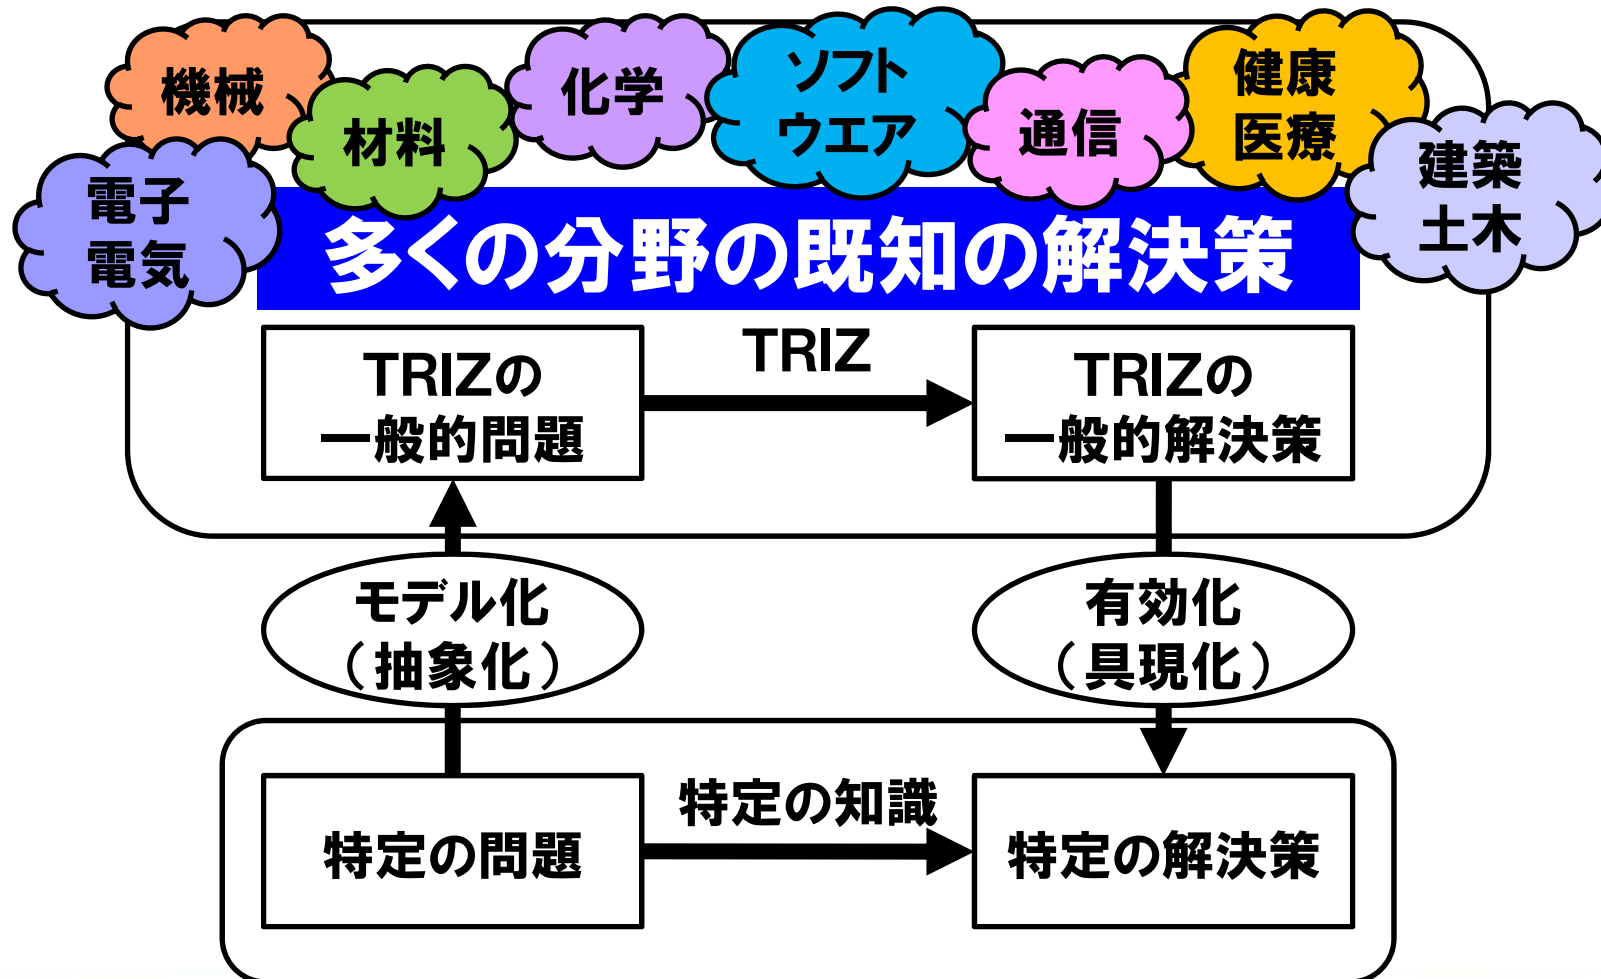 機械
材料
化学
ソフト
ウエア
通信
健康
医療
建築
土木
電子
電気
多くの分野の既知の解決策
TRIZの
一般的問題
TRIZ
TRIZの
一般的解決策
モデル化
（抽象化）
有効化
（具現化）
特定の問題
特定の知識
特定の解決策